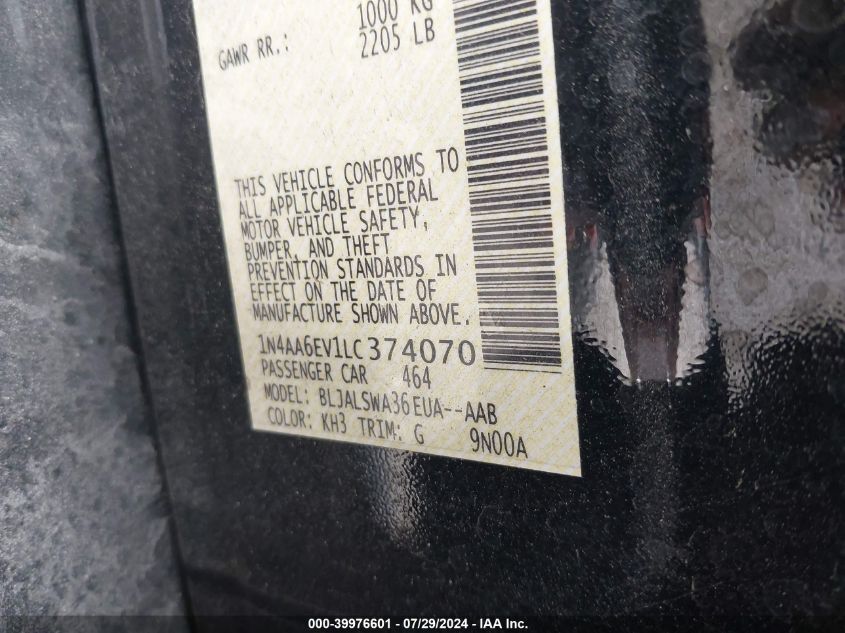 GAWR RR.: 1000 KG
2205 LB
THIS VEHICLE CONFORMS TO
ALL APPLICABLE FEDERAL
MOTOR VEHICLE SAFETY,
BUMPER, AND THEFT
PREVENTION STANDARDS IN
EFFECT ON THE DATE OF
MANUFACTURE SHOWN ABOVE.
1N4AA6EV1LC374070
PASSENGER CAR 464
MODEL: BLJALSWA36EUA--AAB
COLOR: KH3 TRIM: G 9N00A
000-39976601 - 07/29/2024 - IAA Inc.